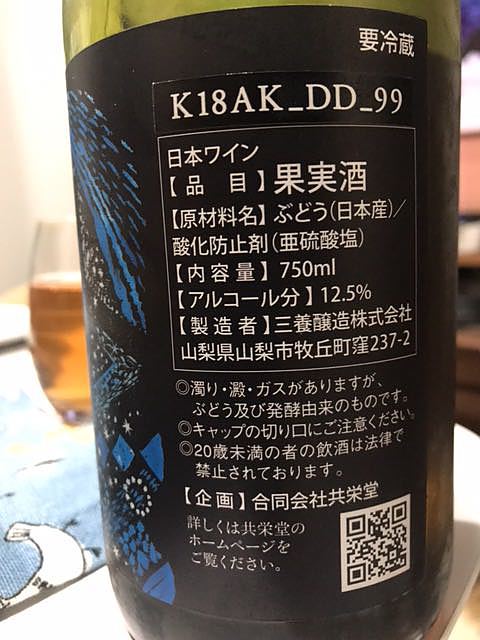 要冷蔵
K18AK_DD_99
日本ワイン
【品　目】果実酒
【原材料名】ぶどう(日本産)／
酸化防止剤(亜硫酸塩)
【内容量】750ml
【アルコール分】12.5%
【製造者】三養醸造株式会社
山梨県山梨市牧丘町窪237-2
◎濁り・澱・ガスがありますが、
ぶどう及び発酵由来のものです。
◎キャップの切り口にご注意ください。
◎20歳未満の者の飲酒は法律で
禁止されております。
【企画】合同会社共栄堂
詳しくは共栄堂の
ホームページを
ご覧ください。